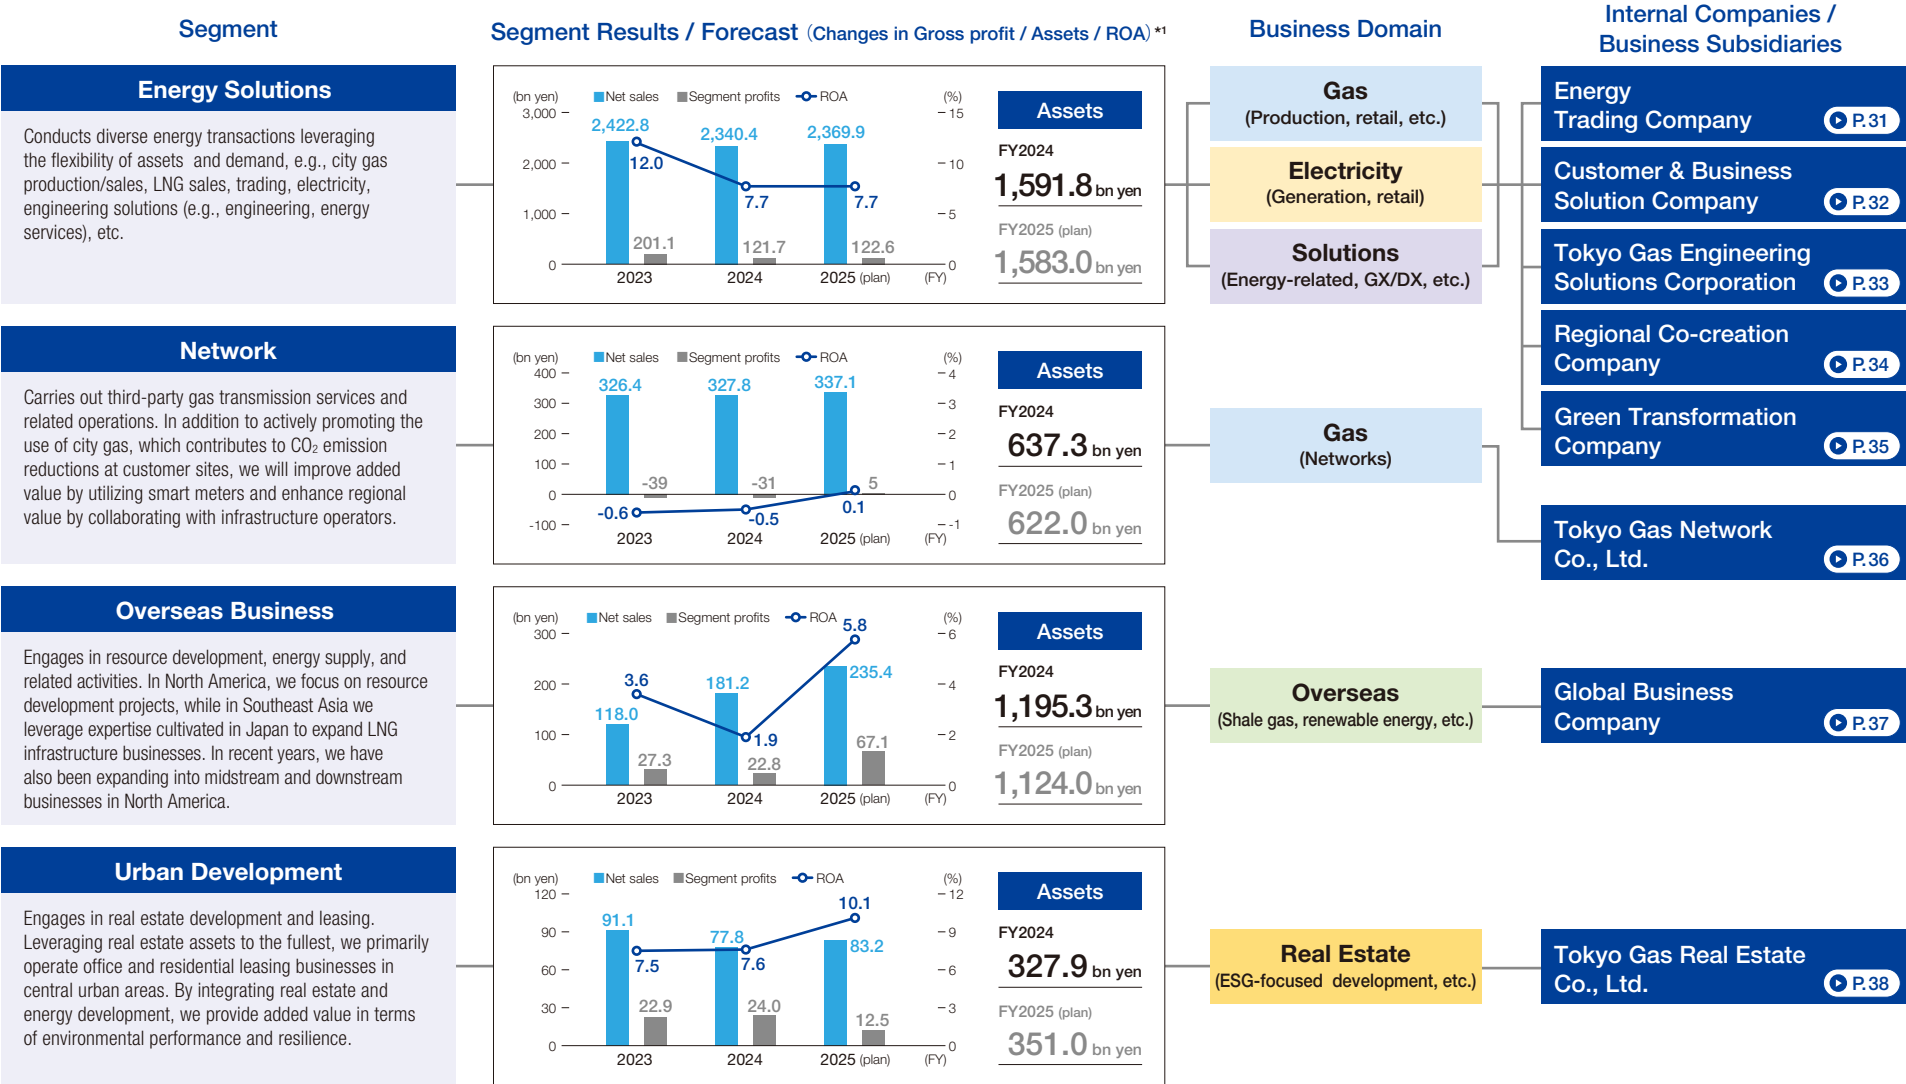 Segment
Segment Results / Forecast (Changes in Gross profit / Assets / ROA) *1
Business Domain
Internal Companies /
Business Subsidiaries
Energy Solutions
Conducts diverse energy transactions leveraging
the flexibility of assets and demand, e.g., city gas
production/sales, LNG sales, trading, electricity,
engineering solutions (e.g., engineering, energy
services), etc.
(bn yen)
Net sales
Segment profits
ROA
(%)
3,000
2,000
1,000
0
15
10
5
0
2,422.8
2,340.4
2,369.9
12.0
7.7
7.7
201.1
121.7
122.6
2023
2024
2025 (plan)
(FY)
Assets
FY2024
1,591.8 bn yen
FY2025 (plan)
1,583.0 bn yen
Gas
(Production, retail, etc.)
Electricity
(Generation, retail)
Solutions
(Energy-related, GX/DX, etc.)
Energy
Trading Company
P.31
Customer & Business
Solution Company
P.32
Tokyo Gas Engineering
Solutions Corporation
P.33
Regional Co-creation
Company
P.34
Green Transformation
Company
P.35
Network
Carries out third-party gas transmission services and
related operations. In addition to actively promoting the
use of city gas, which contributes to CO2 emission
reductions at customer sites, we will improve added
value by utilizing smart meters and enhance regional
value by collaborating with infrastructure operators.
(bn yen)
Net sales
Segment profits
ROA
(%)
400
300
200
100
0
-100
4
3
2
1
0
-1
326.4
327.8
337.1
-39
-31
5
-0.6
-0.5
0.1
2023
2024
2025 (plan)
(FY)
Assets
FY2024
637.3 bn yen
FY2025 (plan)
622.0 bn yen
Gas
(Networks)
Tokyo Gas Network
Co., Ltd.
P.36
Overseas Business
Engages in resource development, energy supply, and
related activities. In North America, we focus on resource
development projects, while in Southeast Asia we
leverage expertise cultivated in Japan to expand LNG
infrastructure businesses. In recent years, we have
also been expanding into midstream and downstream
businesses in North America.
(bn yen)
Net sales
Segment profits
ROA
(%)
300
200
100
0
6
4
2
0
3.6
1.9
5.8
118.0
181.2
235.4
27.3
22.8
67.1
2023
2024
2025 (plan)
(FY)
Assets
FY2024
1,195.3 bn yen
FY2025 (plan)
1,124.0 bn yen
Overseas
(Shale gas, renewable energy, etc.)
Global Business
Company
P.37
Urban Development
Engages in real estate development and leasing.
Leveraging real estate assets to the fullest, we primarily
operate office and residential leasing businesses in
central urban areas. By integrating real estate and
energy development, we provide added value in terms
of environmental performance and resilience.
(bn yen)
Net sales
Segment profits
ROA
(%)
120
90
60
30
0
12
9
6
3
0
91.1
77.8
83.2
7.5
7.6
10.1
22.9
24.0
12.5
2023
2024
2025 (plan)
(FY)
Assets
FY2024
327.9 bn yen
FY2025 (plan)
351.0 bn yen
Real Estate
(ESG-focused development, etc.)
Tokyo Gas Real Estate
Co., Ltd.
P.38